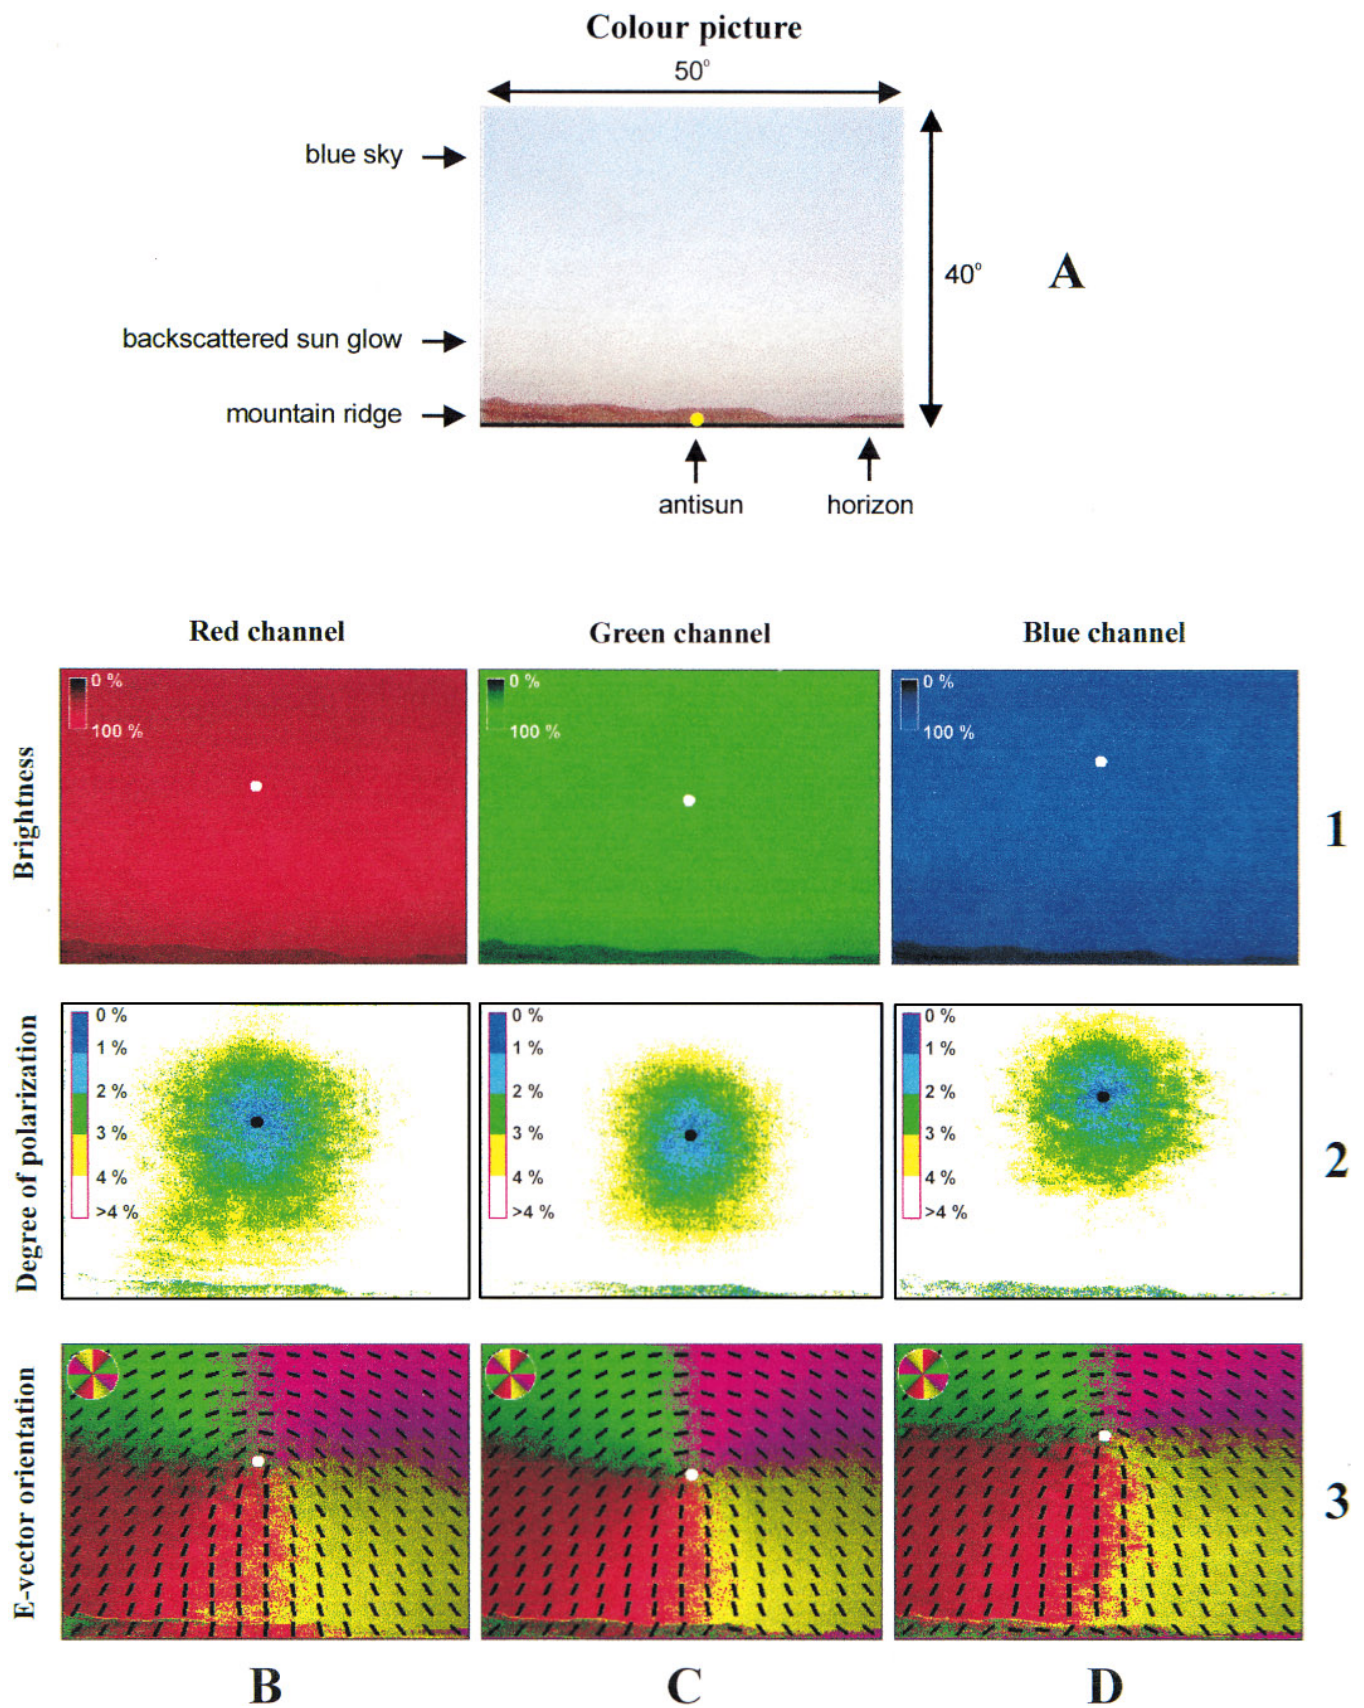 Colour picture
50°
blue sky
40°
A
backscattered sun glow
mountain ridge
antisun
horizon
Red channel
Green channel
Blue channel
Brightness
0 %
100 %
0 %
100 %
0 %
100 %
1
Degree of polarization
0 %
1 %
2 %
3 %
4 %
>4 %
0 %
1 %
2 %
3 %
4 %
>4 %
0 %
1 %
2 %
3 %
4 %
>4 %
2
E-vector orientation
3
B
C
D